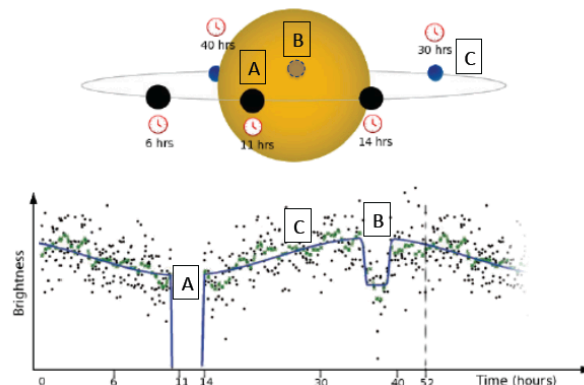 40 hrs
B
30 hrs
A
C
6 hrs
11 hrs
14 hrs
Brightness
C
B
A
0 6 11 14 30 40 52 Time (hours)